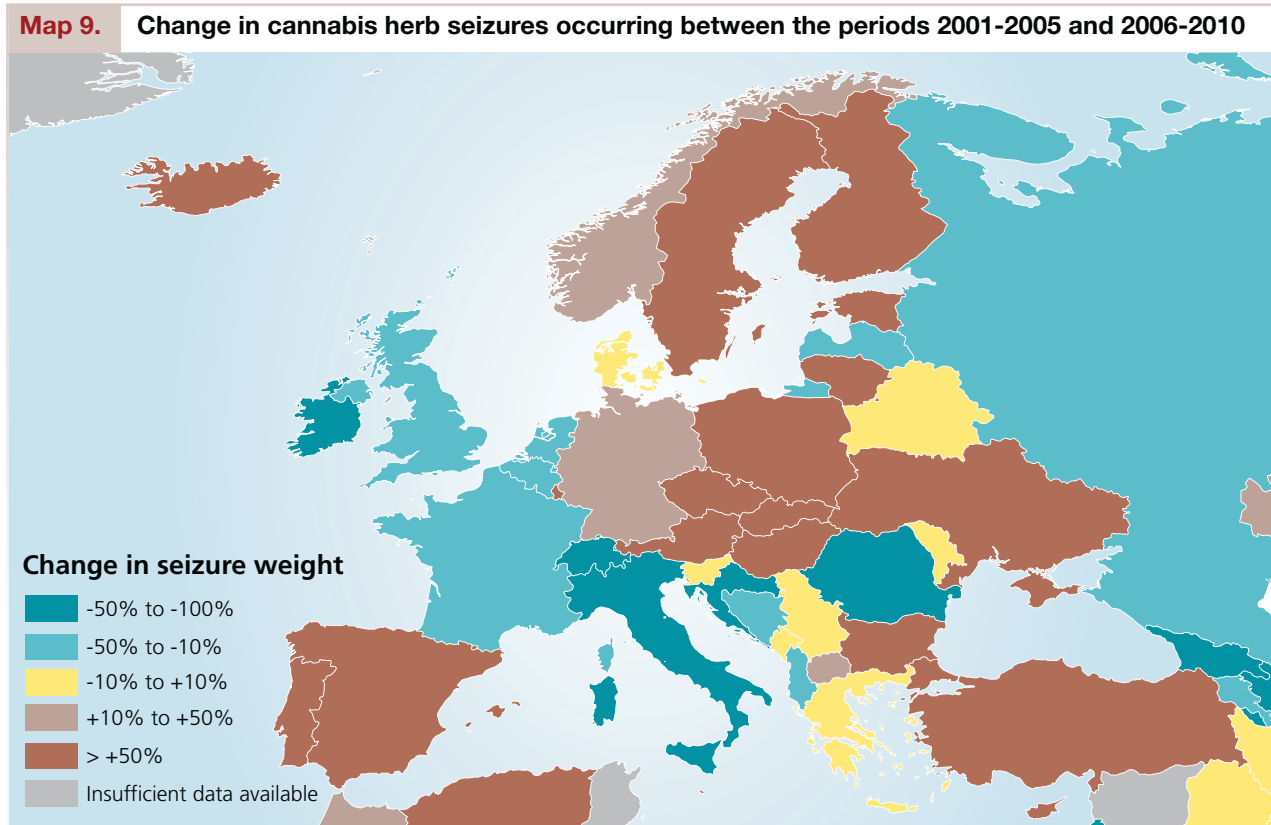 Map 9. Change in cannabis herb seizures occurring between the periods 2001-2005 and 2006-2010
Change in seizure weight
-50% to -100%
-50% to -10%
-10% to +10%
+10% to +50%
> +50%
Insufficient data available